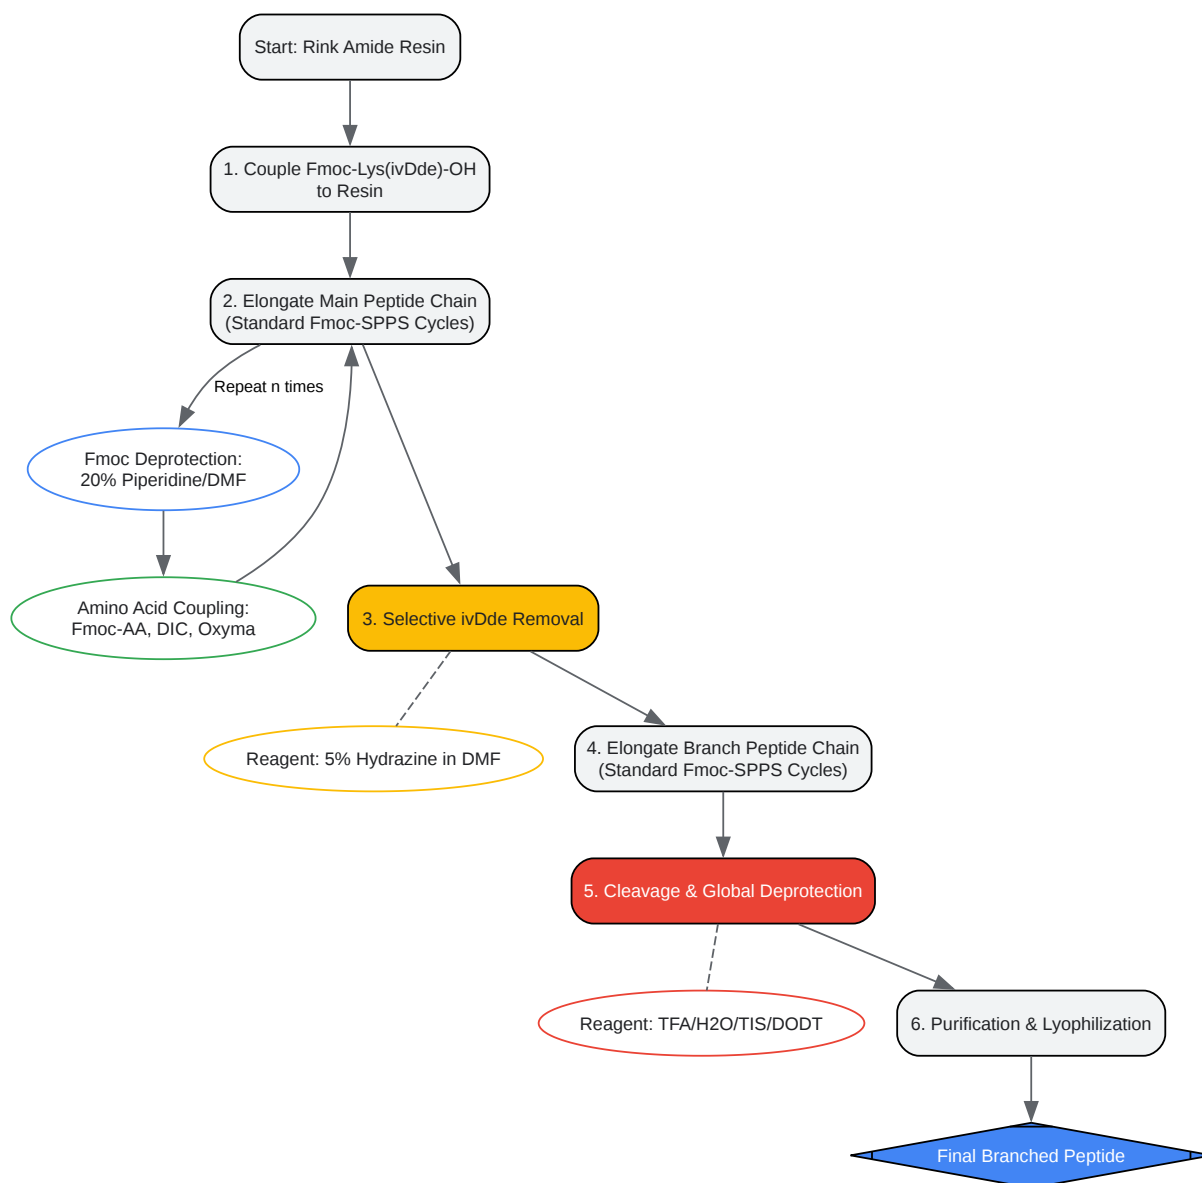 Start: Rink Amide Resin
1. Couple Fmoc-Lys(ivDde)-OH
to Resin
2. Elongate Main Peptide Chain
(Standard Fmoc-SPPS Cycles)
Repeat n times
Fmoc Deprotection:
20% Piperidine/DMF
Amino Acid Coupling:
Fmoc-AA, DIC, Oxyma
3. Selective ivDde Removal
Reagent: 5% Hydrazine in DMF
4. Elongate Branch Peptide Chain
(Standard Fmoc-SPPS Cycles)
5. Cleavage & Global Deprotection
Reagent: TFA/H2O/TIS/DODT
6. Purification & Lyophilization
Final Branched Peptide